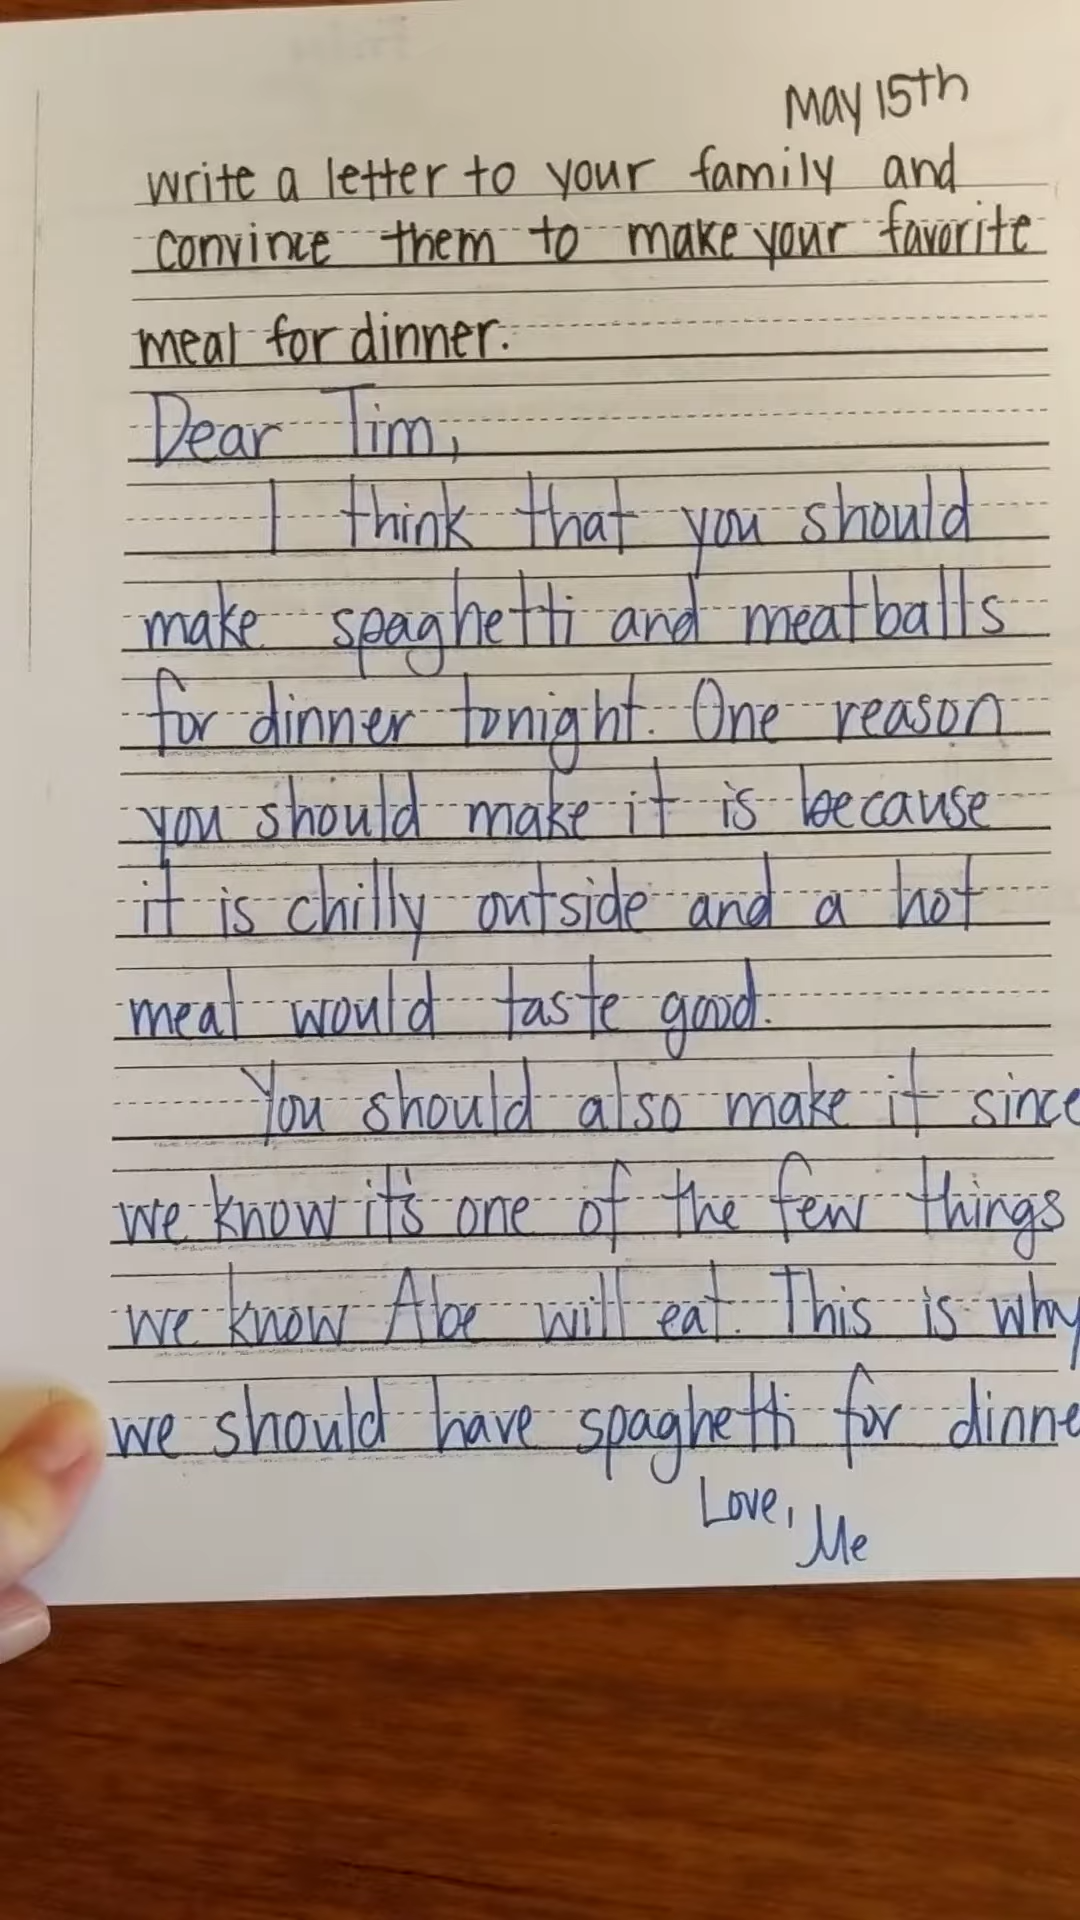 May 15th
write a letter to your family and
convince them to make your favorite
meal for dinner.
Dear Tim,
I think that you should
make spaghetti and meatballs
for dinner tonight. One reason
you should make it is because
it is chilly outside and a hot
meal would taste good.
You should also make it since
we know it's one of the few things
we know Abe will eat. This is why
we should have spaghetti for dinne
Love,
Me